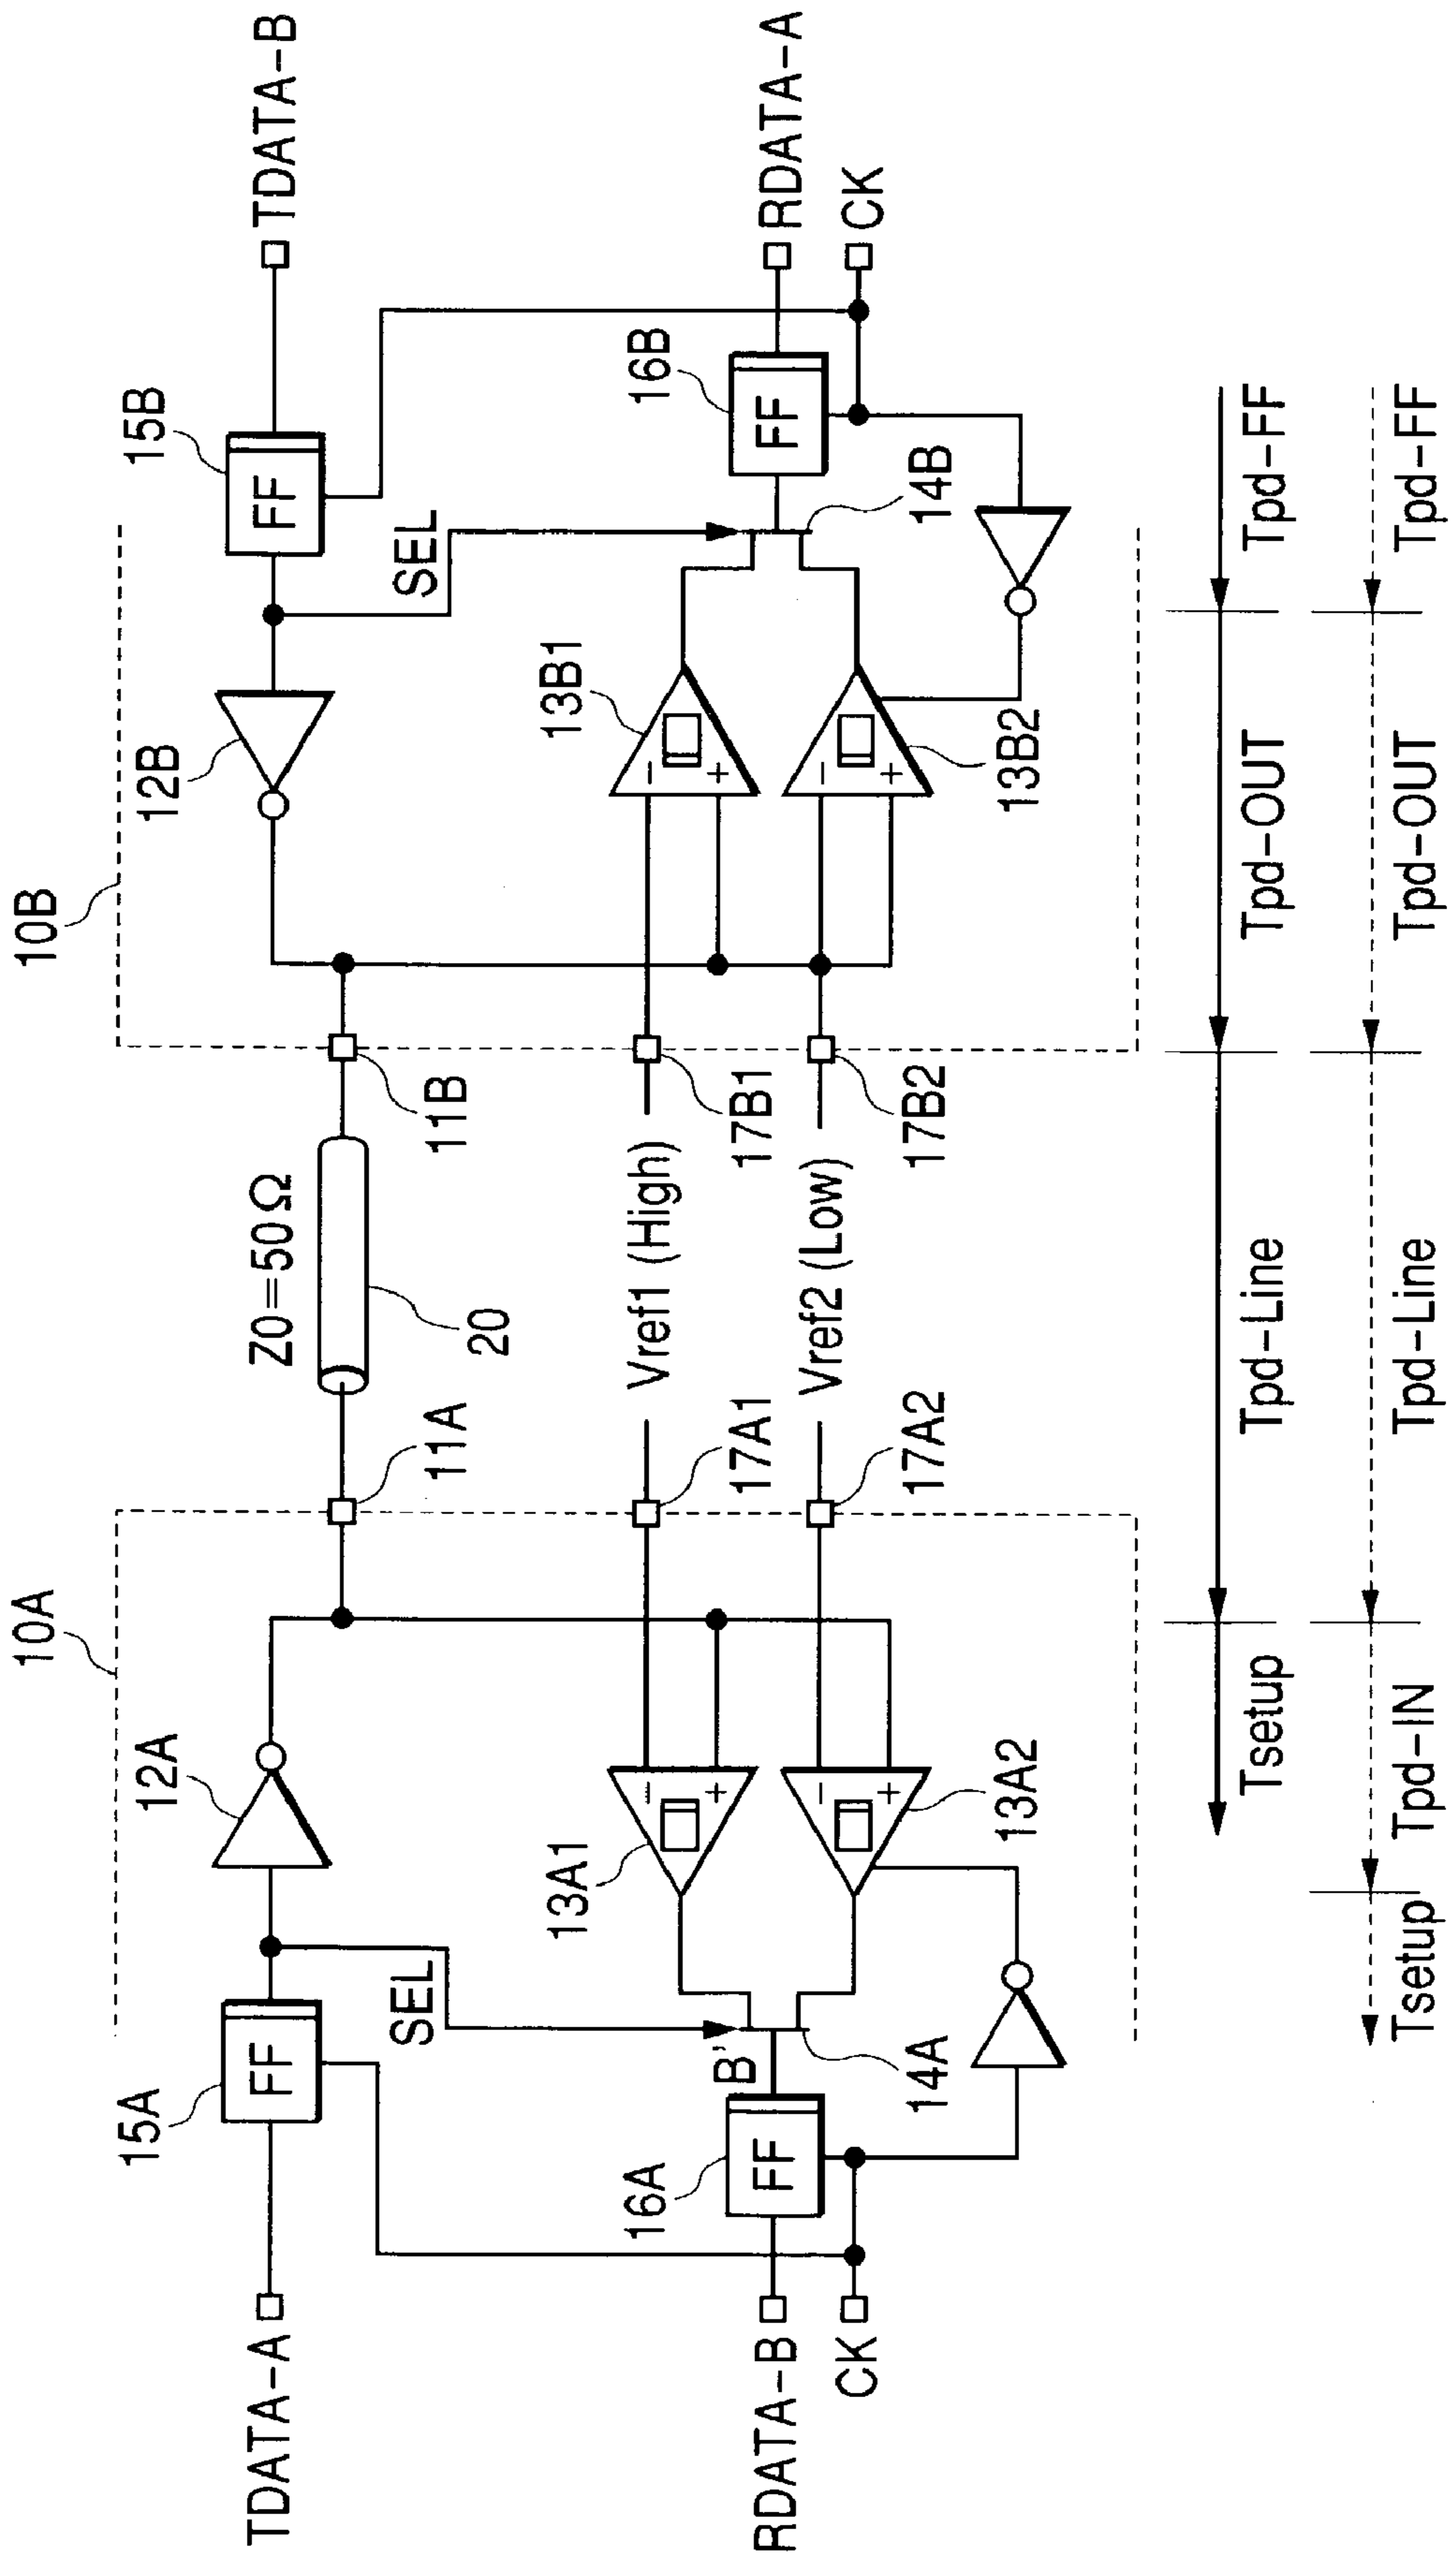 10A
10B
TDATA-A
15A
FF
12A
Z0=50Ω
20
11A
11B
12B
15B
FF
TDATA-B
SEL
SEL
13A1
17A1
Vref1 (High)
17B1
13B1
16A
FF
B'
16B
FF
RDATA-B
RDATA-A
17A2
Vref2 (Low)
17B2
CK
CK
14A
13A2
13B2
14B
−
+
−
+
−
+
−
+
Tsetup
Tpd-Line
Tpd-OUT
Tpd-FF
Tsetup
Tpd-IN
Tpd-Line
Tpd-OUT
Tpd-FF